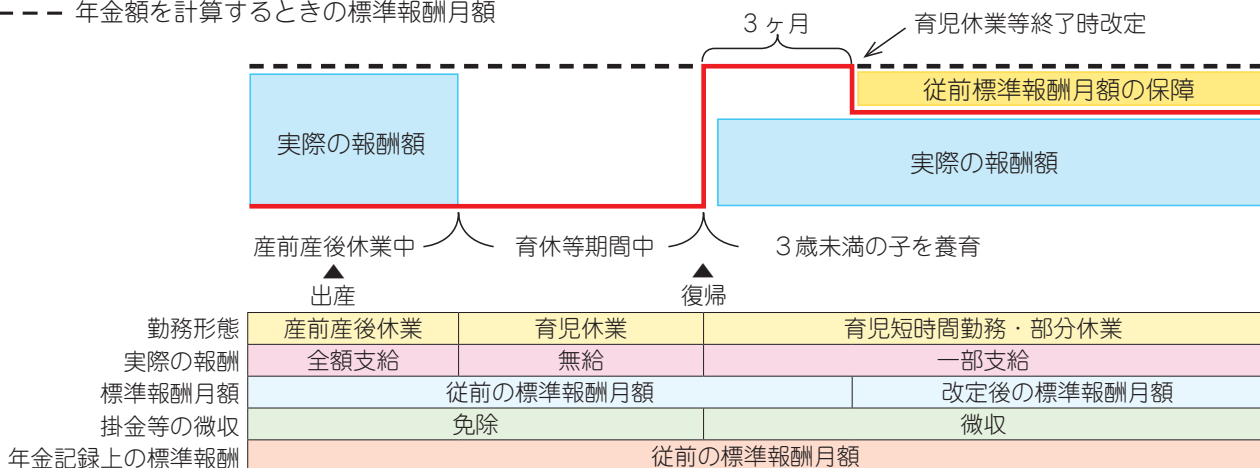 --- 年金額を計算するときの標準報酬月額
3ヶ月
育児休業等終了時改定
従前標準報酬月額の保障
実際の報酬額
実際の報酬額
産前産後休業中
育休等期間中
3歳未満の子を養育
▲
▲
出産
復帰
勤務形態 産前産後休業 育児休業 育児短時間勤務・部分休業
実際の報酬 全額支給 無給 一部支給
標準報酬月額 従前の標準報酬月額 改定後の標準報酬月額
掛金等の徴収 免除 徴収
年金記録上の標準報酬 従前の標準報酬月額